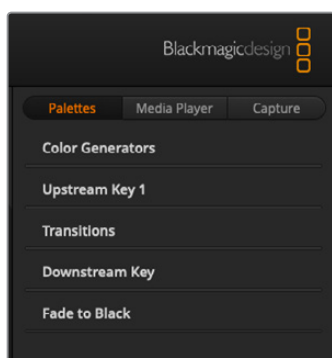 Blackmagicdesign
Palettes Media Player Capture
Color Generators
Upstream Key 1
Transitions
Downstream Key
Fade to Black